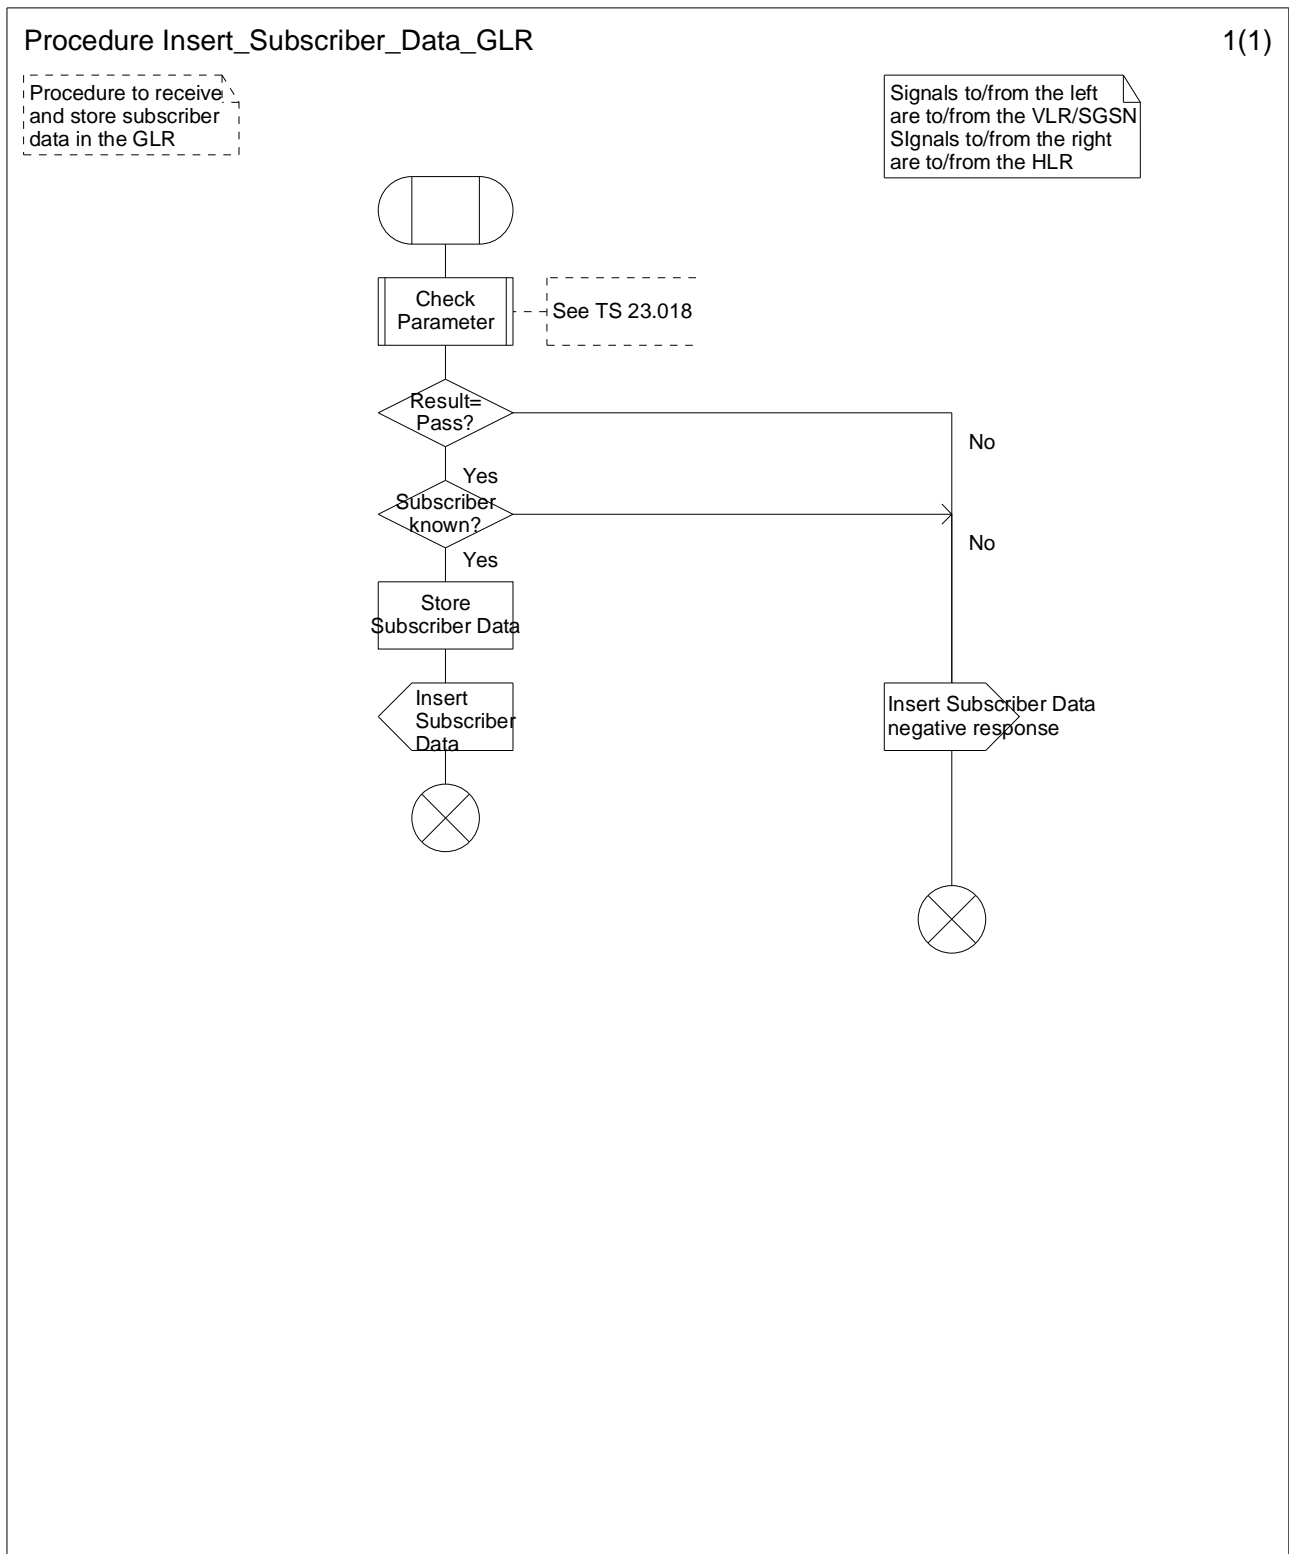 Procedure Insert_Subscriber_Data_GLR
1(1)
Procedure to receive
and store subscriber
data in the GLR
Signals to/from the left
are to/from the VLR/SGSN
SIgnals to/from the right
are to/from the HLR
Check
Parameter
See TS 23.018
Result=
Pass?
No
Yes
Subscriber
known?
No
Yes
Store
Subscriber Data
Insert
Subscriber
Data
Insert Subscriber Data
negative response